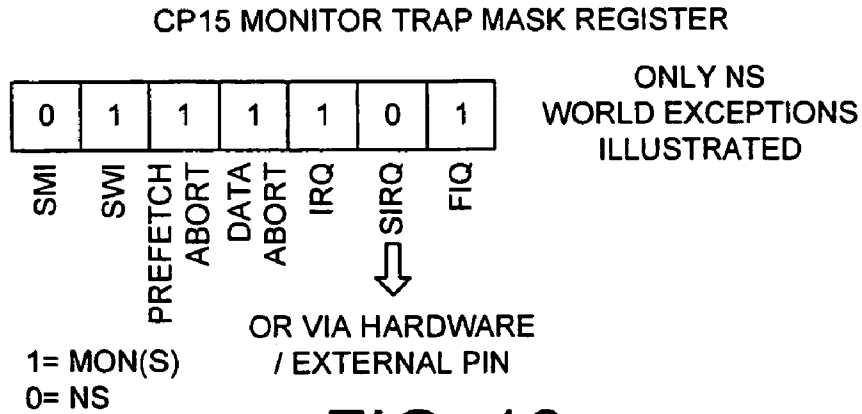 CP15 MONITOR TRAP MASK REGISTER
0 1 1 1 1 0 1
ONLY NS
WORLD EXCEPTIONS
ILLUSTRATED
SMI
SWI
PREFETCH
ABORT
DATA
ABORT
IRQ
SIRQ
FIQ
OR VIA HARDWARE
/ EXTERNAL PIN
1= MON(S)
0= NS